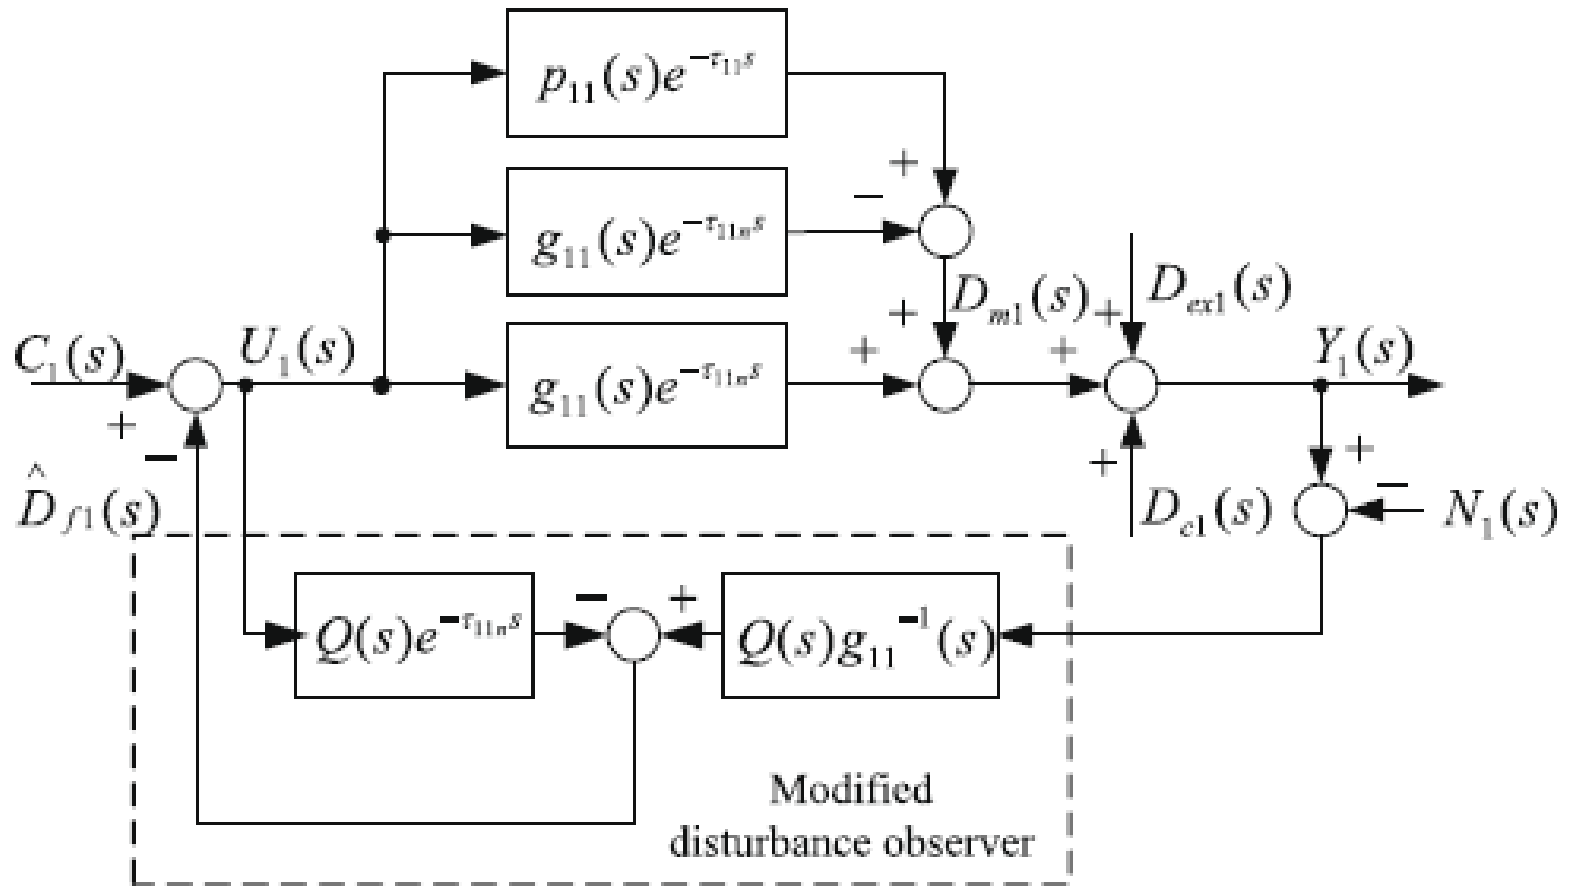 p₁₁(s)e^{-τ₁₁s}
+
−
g₁₁(s)e^{-τ₁₁ₙs}
D_{m1}(s)
D_{ex1}(s)
+
+
C₁(s)
U₁(s)
+
+
Y₁(s)
g₁₁(s)e^{-τ₁₁ₙs}
+
−
+
+
−
D̂_{f1}(s)
D_{c1}(s)
N₁(s)
−
+
Q(s)e^{-τ₁₁ₙs}
Q(s)g₁₁⁻¹(s)
Modified
disturbance observer